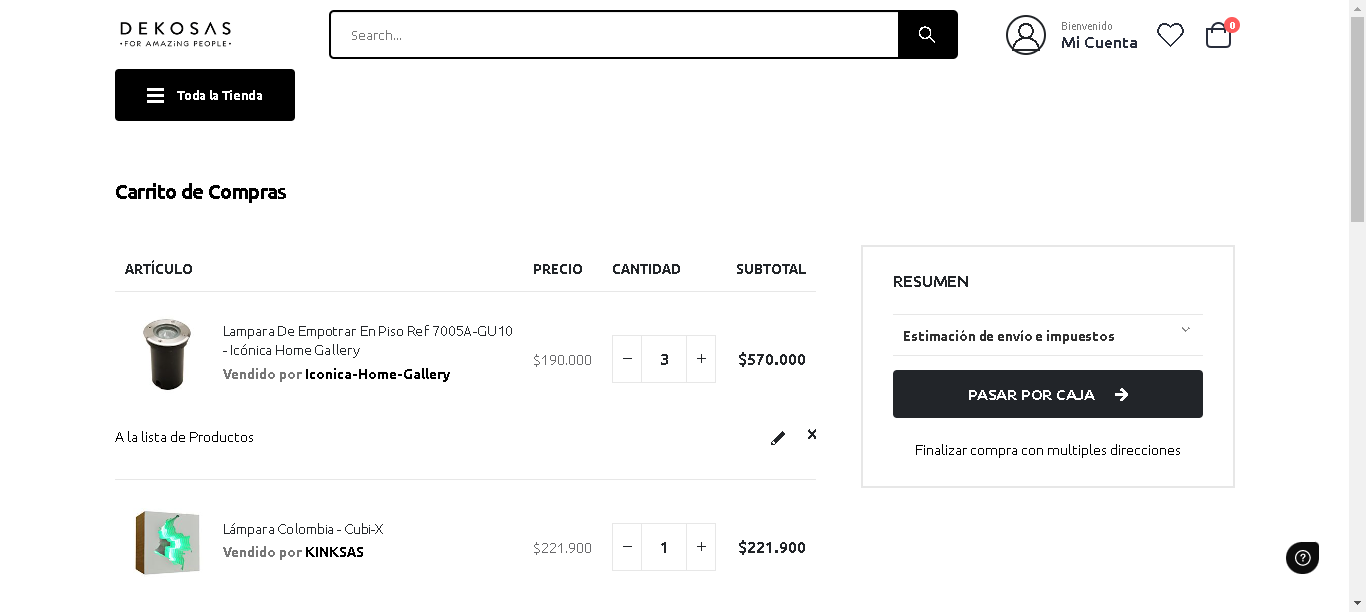 DEKOSAS
•FOR AMAZING PEOPLE•
Search...
Bienvenido
Mi Cuenta
0
Toda la Tienda
Carrito de Compras
ARTÍCULO PRECIO CANTIDAD SUBTOTAL
Lampara De Empotrar En Piso Ref 7005A-GU10
- Icónica Home Gallery
Vendido por Iconica-Home-Gallery
$190.000 − 3 + $570.000
A la lista de Productos
Lámpara Colombia - Cubi-X
Vendido por KINKSAS
$221.900 − 1 + $221.900
RESUMEN
Estimación de envío e impuestos
PASAR POR CAJA
Finalizar compra con multiples direcciones